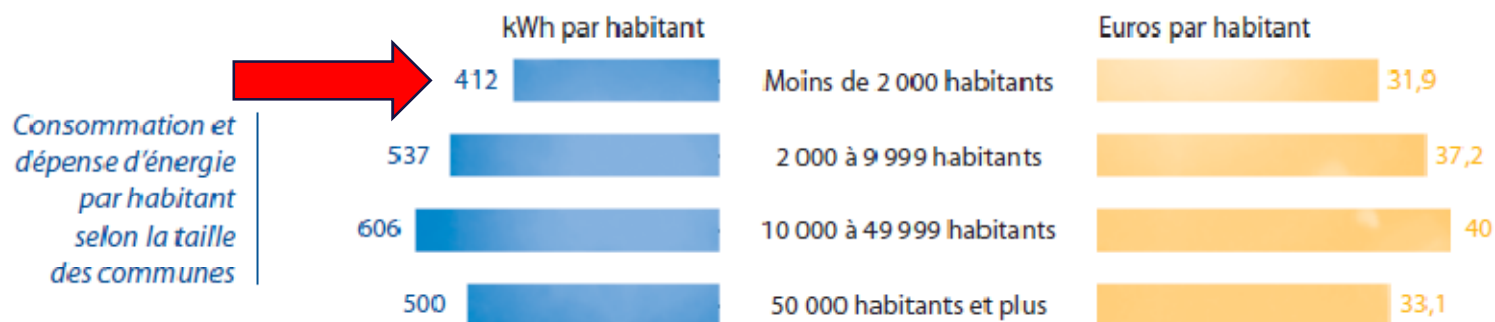 kWh par habitant
Euros par habitant
412
Moins de 2 000 habitants
31,9
Consommation et
dépense d'énergie
par habitant
selon la taille
des communes
537
2 000 à 9 999 habitants
37,2
606
10 000 à 49 999 habitants
40
500
50 000 habitants et plus
33,1